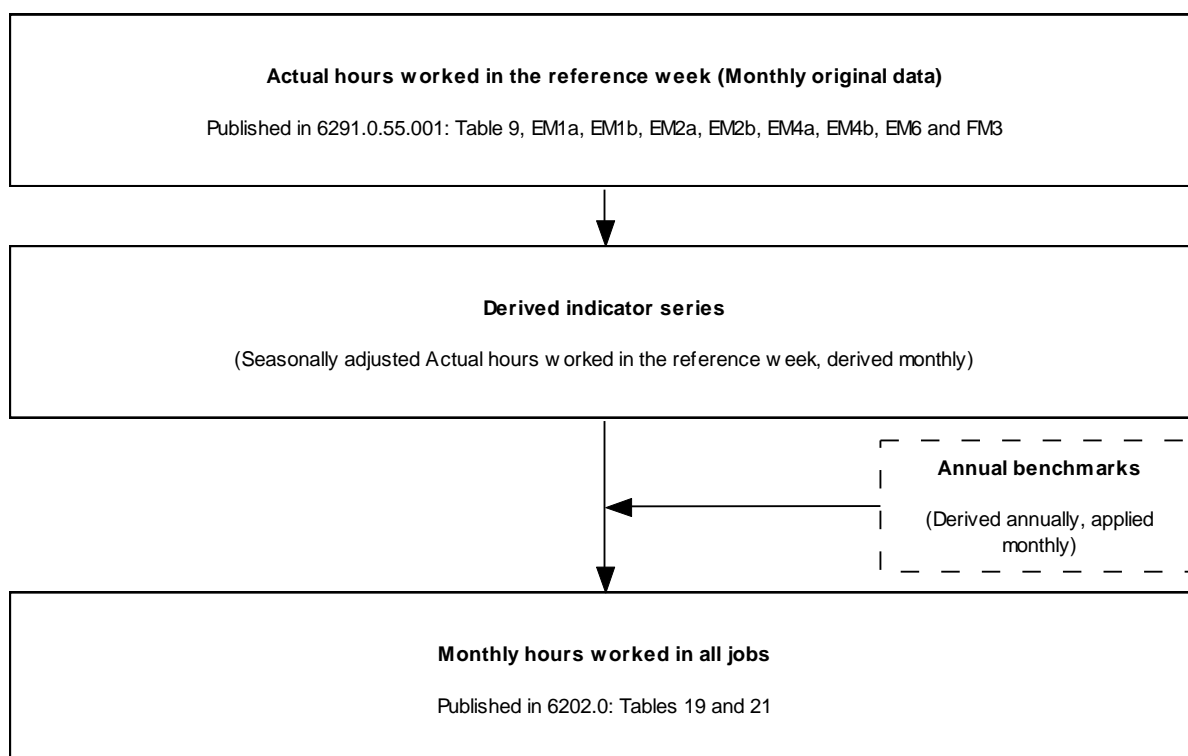 Actual hours worked in the reference week (Monthly original data)
Published in 6291.0.55.001: Table 9, EM1a, EM1b, EM2a, EM2b, EM4a, EM4b, EM6 and FM3
Derived indicator series
(Seasonally adjusted Actual hours worked in the reference week, derived monthly)
Annual benchmarks
(Derived annually, applied
monthly)
Monthly hours worked in all jobs
Published in 6202.0: Tables 19 and 21